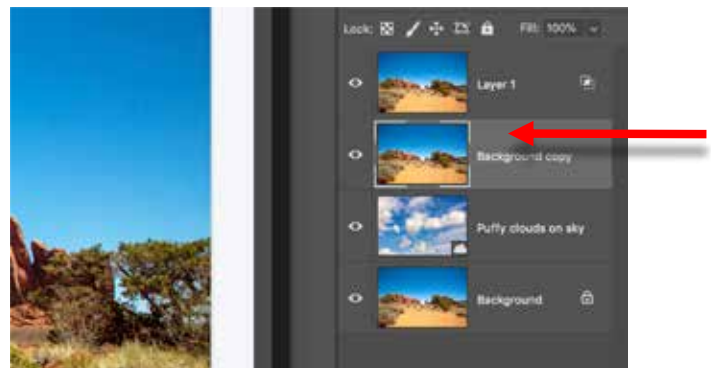 Lock: Fill: 100%
Layer 1
Background copy
Puffy clouds on sky
Background